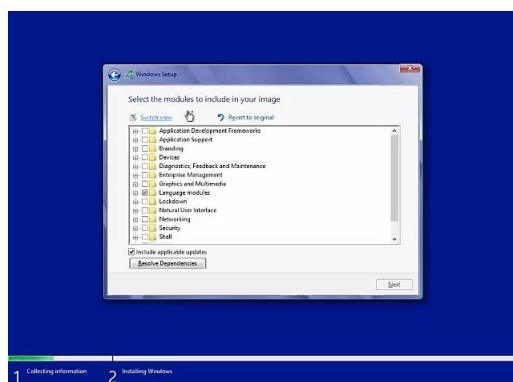 Windows Setup
Select the modules to include in your image
Switch view
Revert to original
Application Development Frameworks
Application Support
Branding
Devices
Diagnostics, Feedback and Maintenance
Enterprise Management
Graphics and Multimedia
Language modules
Lockdown
Natural User Interface
Networking
Security
Shell
Include applicable updates
Resolve Dependencies
Next
1 Collecting information 2 Installing Windows